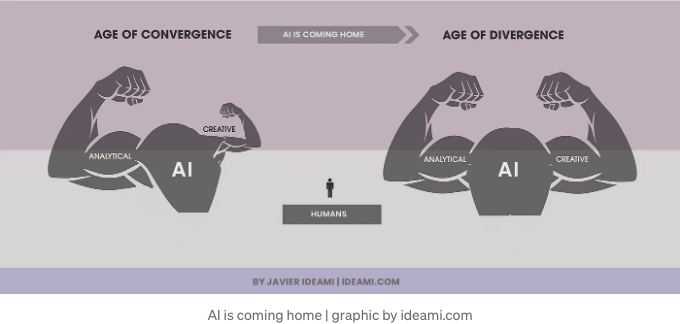 AGE OF CONVERGENCE
AI IS COMING HOME
AGE OF DIVERGENCE
CREATIVE
ANALYTICAL
AI
ANALYTICAL
AI
CREATIVE
HUMANS
BY JAVIER IDEAMI | IDEAMI.COM
AI is coming home | graphic by ideami.com